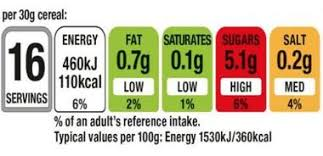 per 30g cereal:
16
SERVINGS
ENERGY
460kJ
110kcal
6%
FAT
0.7g
LOW
2%
SATURATES
0.1g
LOW
1%
SUGARS
5.1g
HIGH
6%
SALT
0.2g
MED
4%
% of an adult's reference intake.
Typical values per 100g: Energy 1530kJ/360kcal